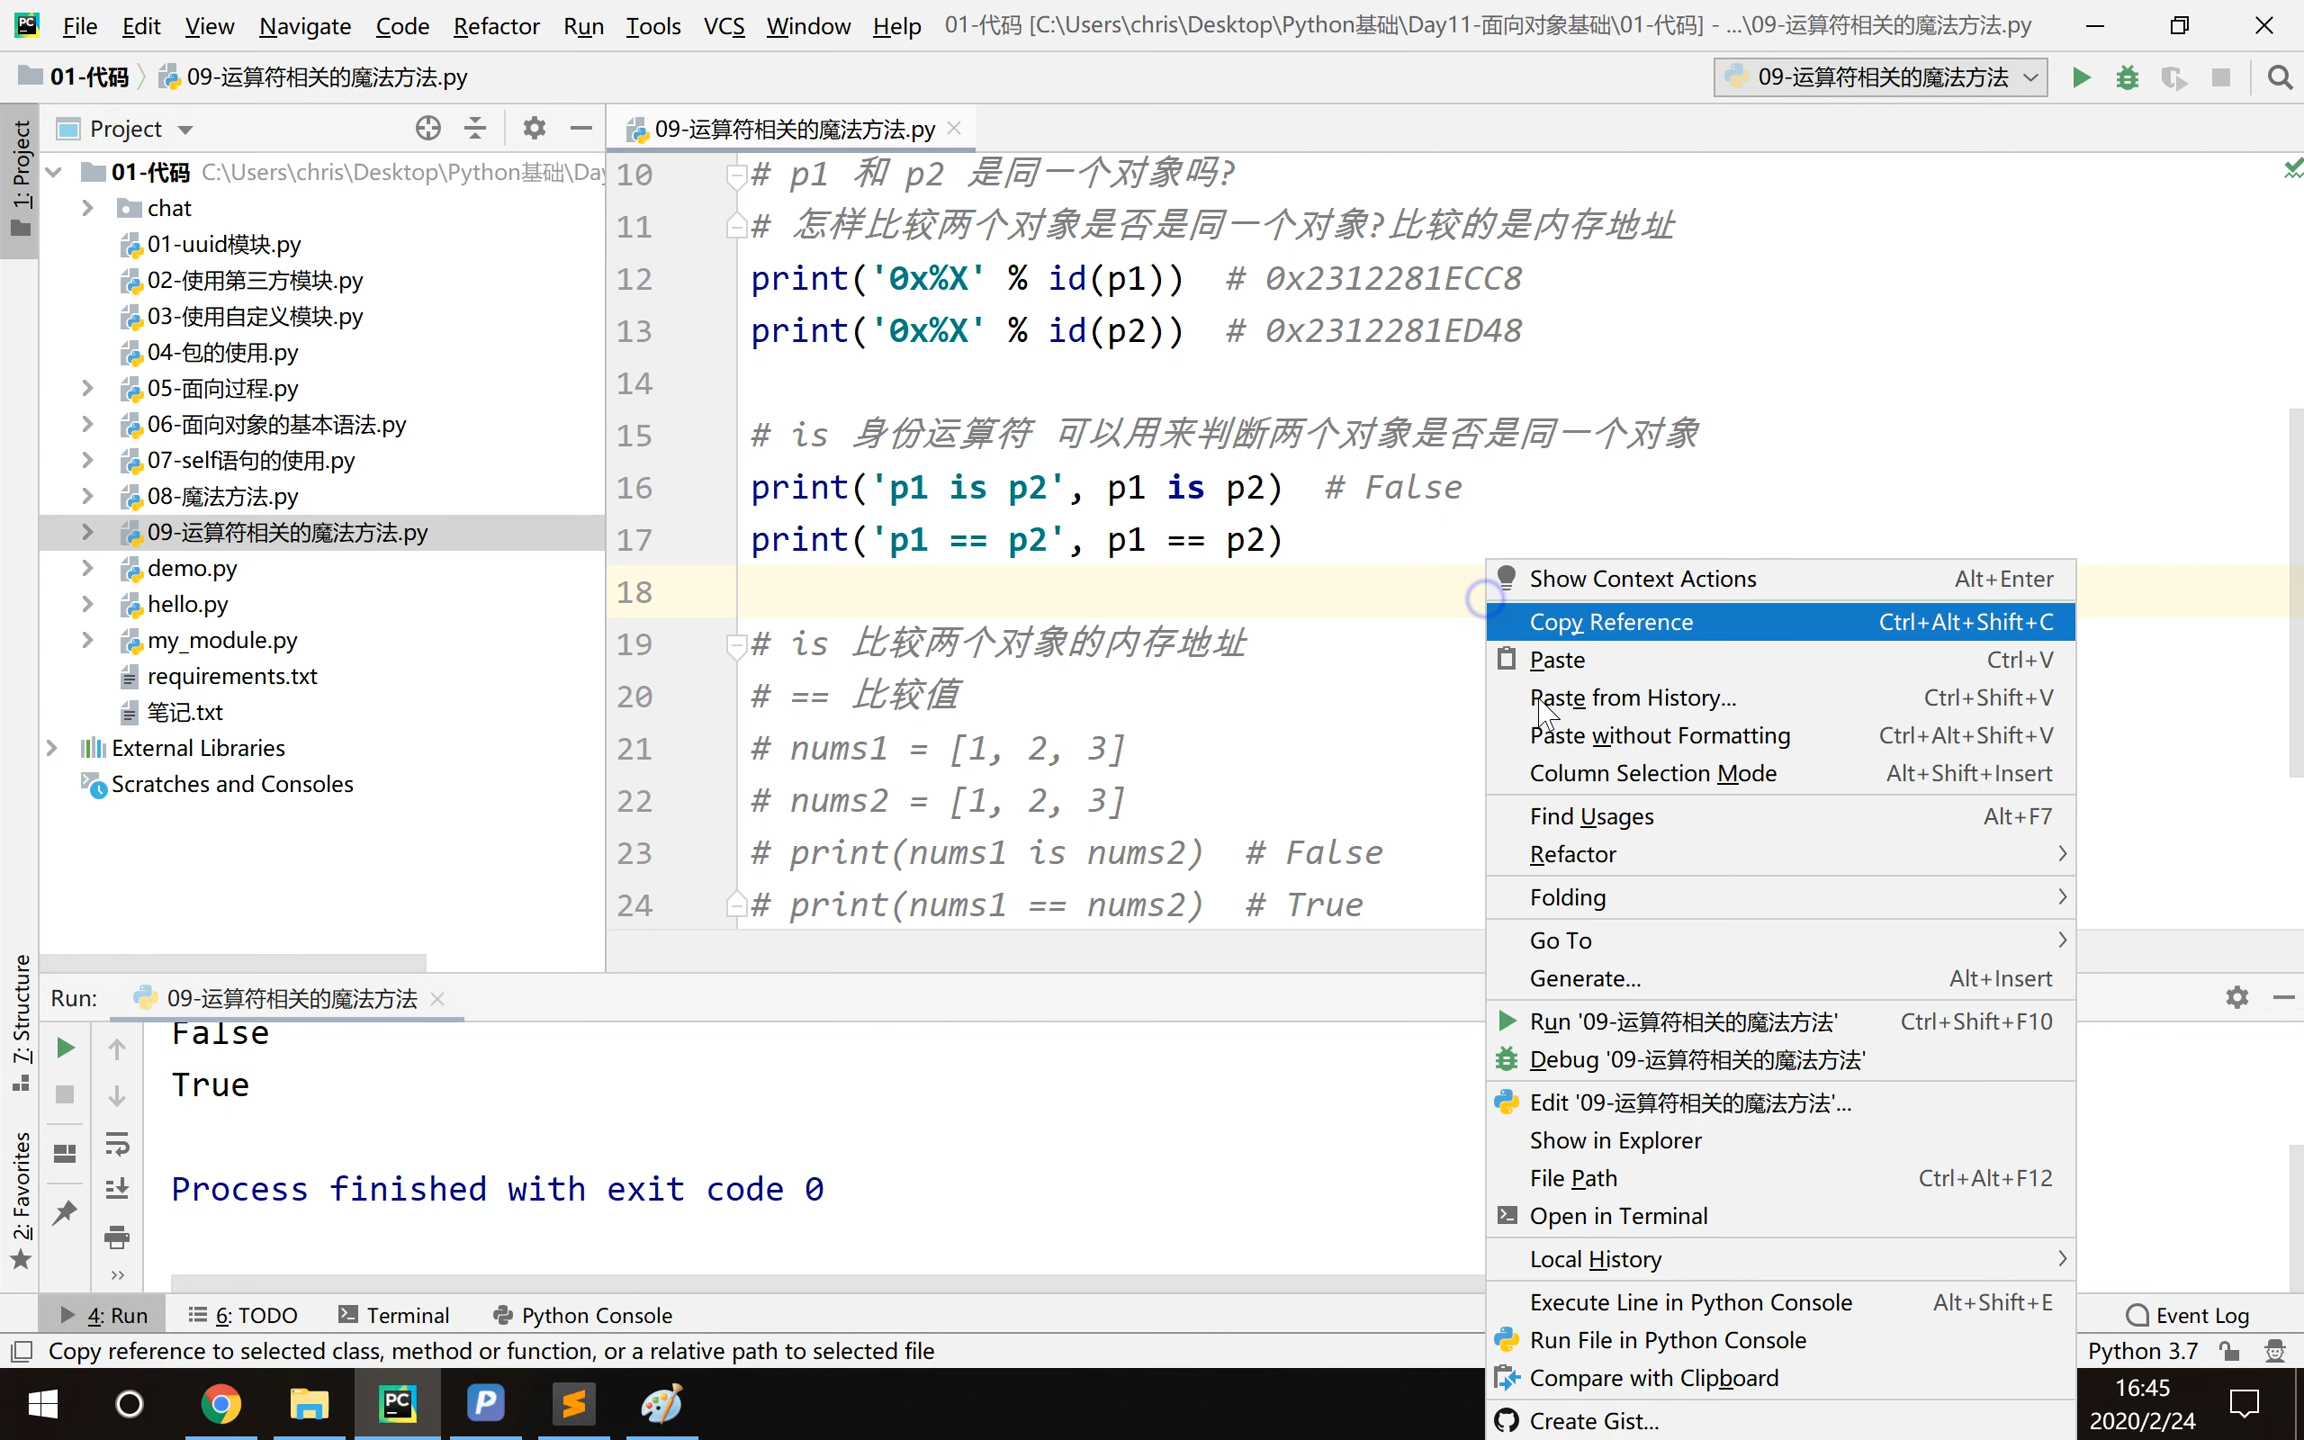 File Edit View Navigate Code Refactor Run Tools VCS Window Help 01-代码 [C:\Users\chris\Desktop\Python基础\Day11-面向对象基础\01-代码] - ...\09-运算符相关的魔法方法.py
01-代码 09-运算符相关的魔法方法.py
09-运算符相关的魔法方法
Project
09-运算符相关的魔法方法.py
1: Project
7: Structure
2: Favorites
01-代码 C:\Users\chris\Desktop\Python基础\Da
chat
01-uuid模块.py
02-使用第三方模块.py
03-使用自定义模块.py
04-包的使用.py
05-面向过程.py
06-面向对象的基本语法.py
07-self语句的使用.py
08-魔法方法.py
09-运算符相关的魔法方法.py
demo.py
hello.py
my_module.py
requirements.txt
笔记.txt
External Libraries
Scratches and Consoles
10 # p1 和 p2 是同一个对象吗?
11 # 怎样比较两个对象是否是同一个对象?比较的是内存地址
12 print('0x%X' % id(p1)) # 0x2312281ECC8
13 print('0x%X' % id(p2)) # 0x2312281ED48
14
15 # is 身份运算符 可以用来判断两个对象是否是同一个对象
16 print('p1 is p2', p1 is p2) # False
17 print('p1 == p2', p1 == p2)
18
19 # is 比较两个对象的内存地址
20 # == 比较值
21 # nums1 = [1, 2, 3]
22 # nums2 = [1, 2, 3]
23 # print(nums1 is nums2) # False
24 # print(nums1 == nums2) # True
Show Context Actions Alt+Enter
Copy Reference Ctrl+Alt+Shift+C
Paste Ctrl+V
Paste from History... Ctrl+Shift+V
Paste without Formatting Ctrl+Alt+Shift+V
Column Selection Mode Alt+Shift+Insert
Find Usages Alt+F7
Refactor
Folding
Go To
Generate... Alt+Insert
Run '09-运算符相关的魔法方法' Ctrl+Shift+F10
Debug '09-运算符相关的魔法方法'
Edit '09-运算符相关的魔法方法'...
Show in Explorer
File Path Ctrl+Alt+F12
Open in Terminal
Local History
Execute Line in Python Console Alt+Shift+E
Run File in Python Console
Compare with Clipboard
Create Gist...
Run: 09-运算符相关的魔法方法
False
True
Process finished with exit code 0
4: Run 6: TODO Terminal Python Console Event Log
Copy reference to selected class, method or function, or a relative path to selected file Python 3.7
16:45
2020/2/24